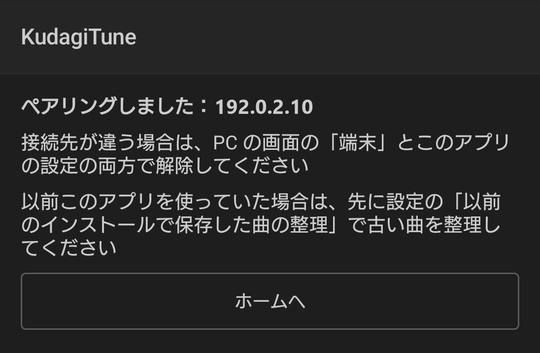 KudagiTune
ペアリングしました：192.0.2.10
接続先が違う場合は、PC の画面の「端末」とこのアプリ
の設定の両方で解除してください
以前このアプリを使っていた場合は、先に設定の「以前
のインストールで保存した曲の整理」で古い曲を整理し
てください
ホームへ